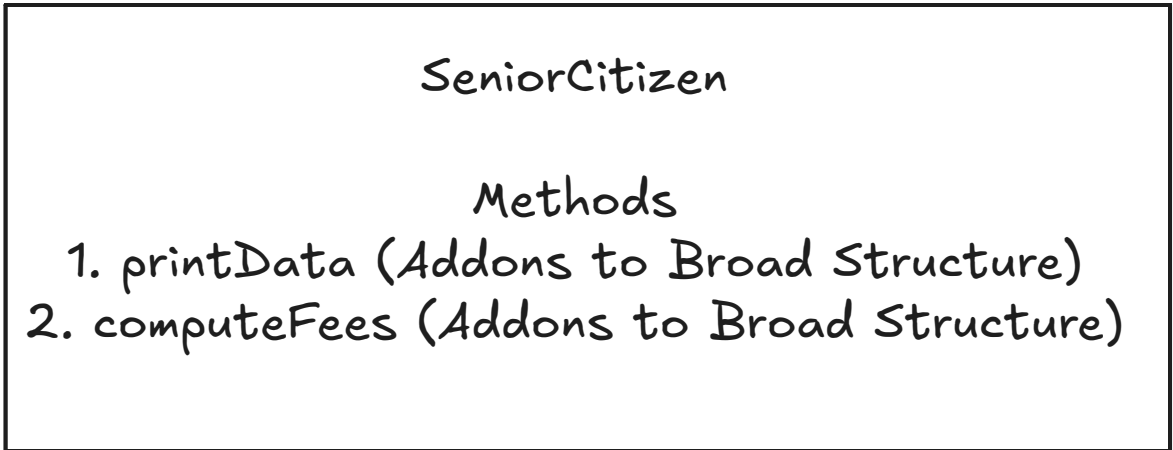 SeniorCitizen
Methods
1. printData (Addons to Broad Structure)
2. computeFees (Addons to Broad Structure)